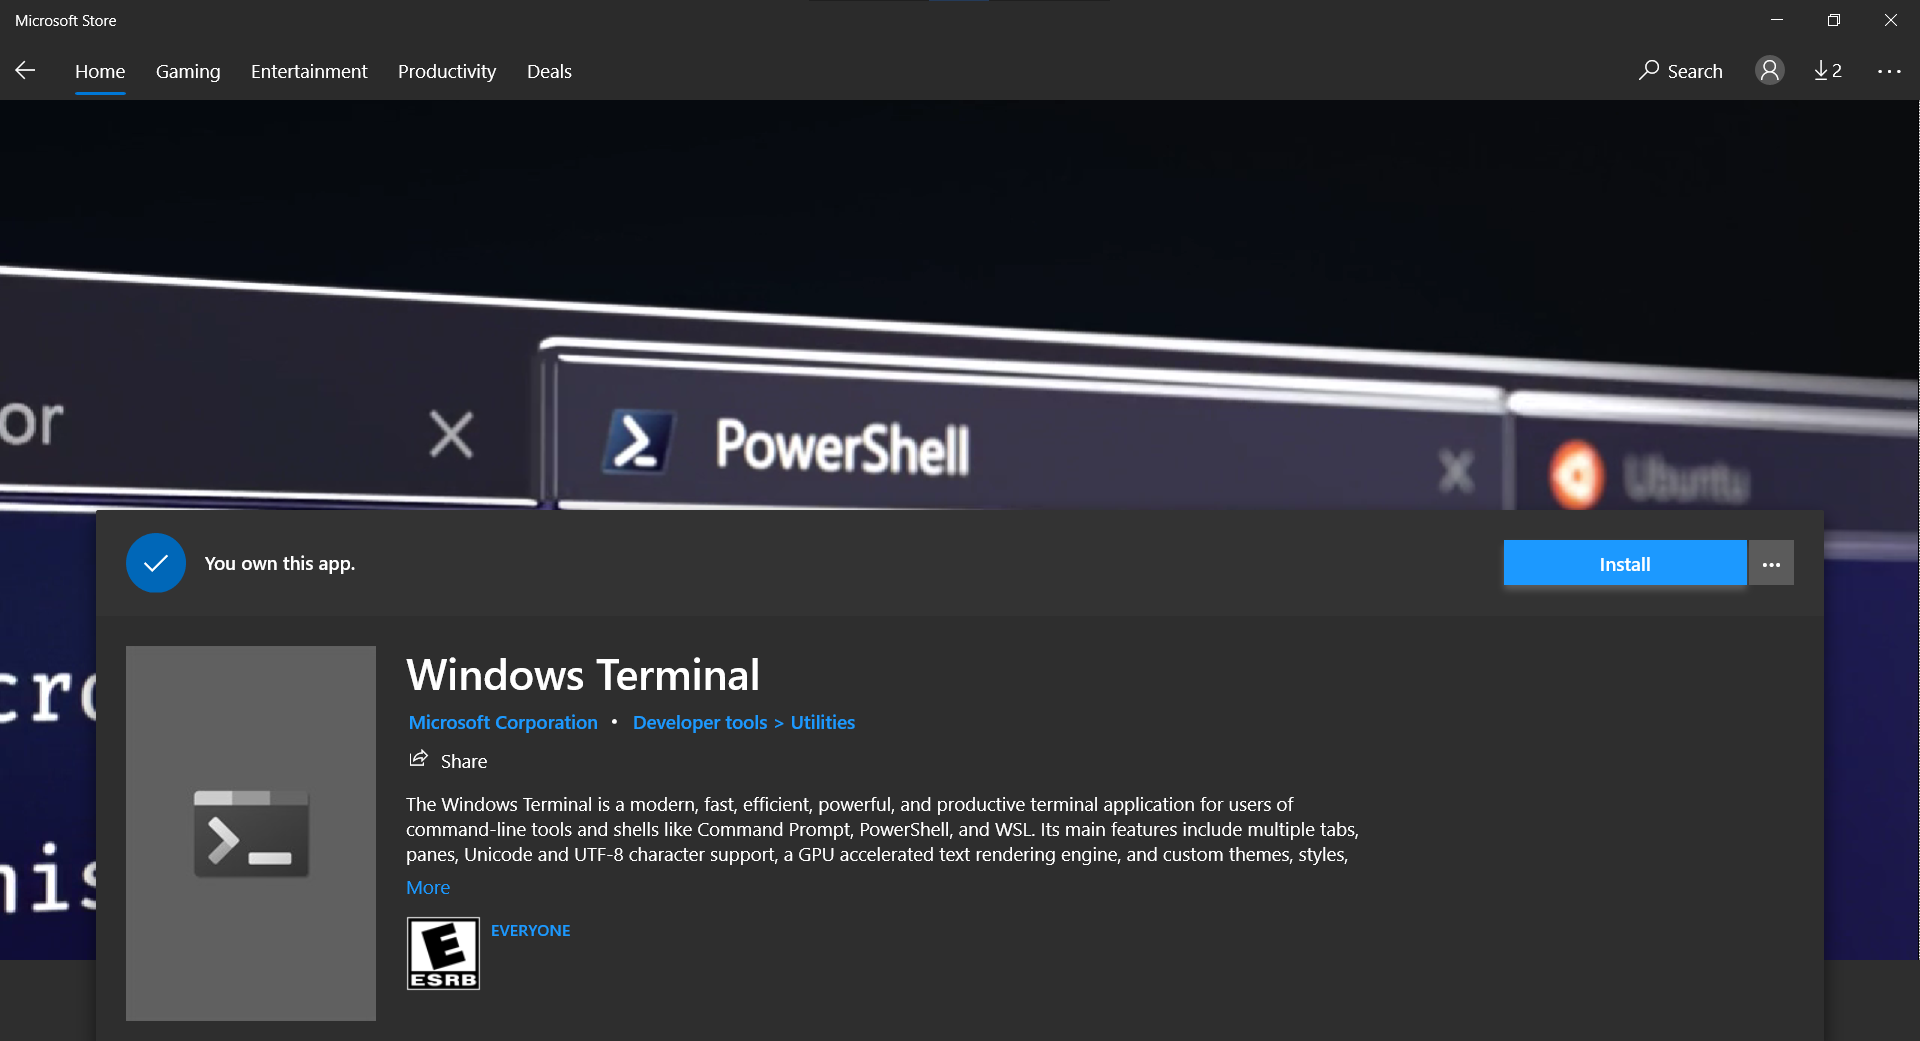 Microsoft Store
Home Gaming Entertainment Productivity Deals Search 2
or PowerShell Ubuntu
You own this app. Install
cro
nis
Windows Terminal
Microsoft Corporation • Developer tools > Utilities
Share
The Windows Terminal is a modern, fast, efficient, powerful, and productive terminal application for users of
command-line tools and shells like Command Prompt, PowerShell, and WSL. Its main features include multiple tabs,
panes, Unicode and UTF-8 character support, a GPU accelerated text rendering engine, and custom themes, styles,
More
E EVERYONE
ESRB